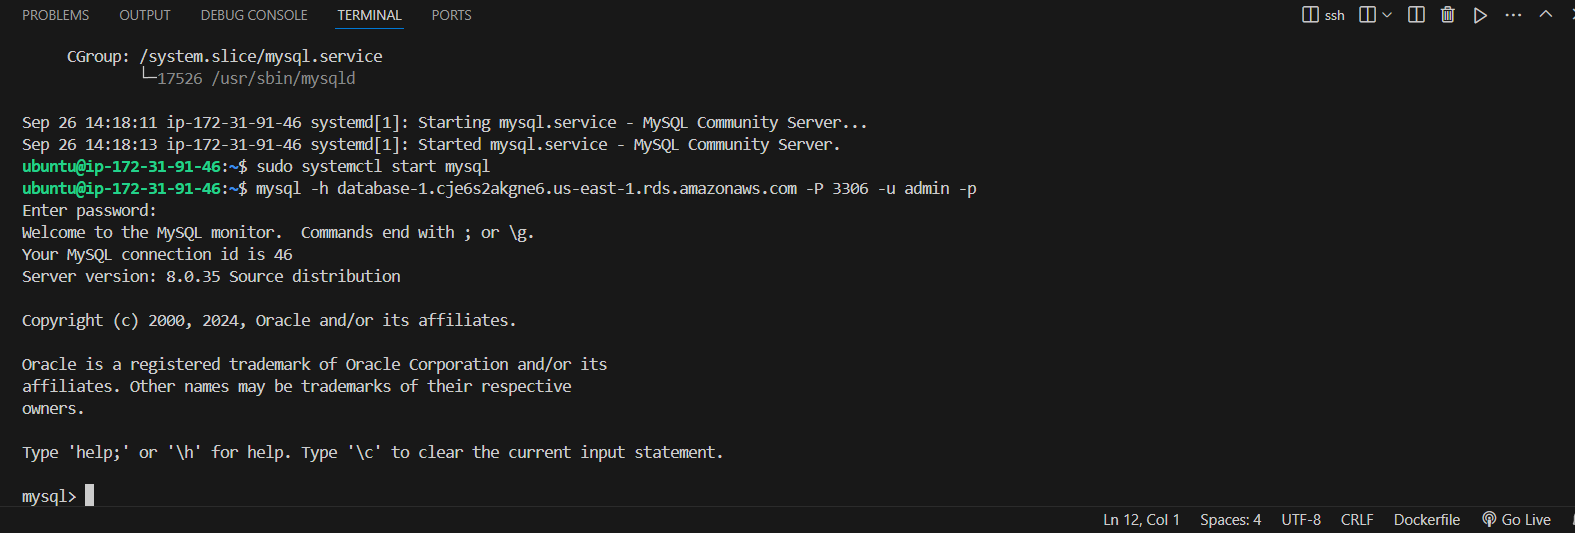 PROBLEMS OUTPUT DEBUG CONSOLE TERMINAL PORTS ssh
CGroup: /system.slice/mysql.service
└─17526 /usr/sbin/mysqld
Sep 26 14:18:11 ip-172-31-91-46 systemd[1]: Starting mysql.service - MySQL Community Server...
Sep 26 14:18:13 ip-172-31-91-46 systemd[1]: Started mysql.service - MySQL Community Server.
ubuntu@ip-172-31-91-46:~$ sudo systemctl start mysql
ubuntu@ip-172-31-91-46:~$ mysql -h database-1.cje6s2akgne6.us-east-1.rds.amazonaws.com -P 3306 -u admin -p
Enter password:
Welcome to the MySQL monitor.  Commands end with ; or \g.
Your MySQL connection id is 46
Server version: 8.0.35 Source distribution
Copyright (c) 2000, 2024, Oracle and/or its affiliates.
Oracle is a registered trademark of Oracle Corporation and/or its
affiliates. Other names may be trademarks of their respective
owners.
Type 'help;' or '\h' for help. Type '\c' to clear the current input statement.
mysql>
Ln 12, Col 1 Spaces: 4 UTF-8 CRLF Dockerfile Go Live